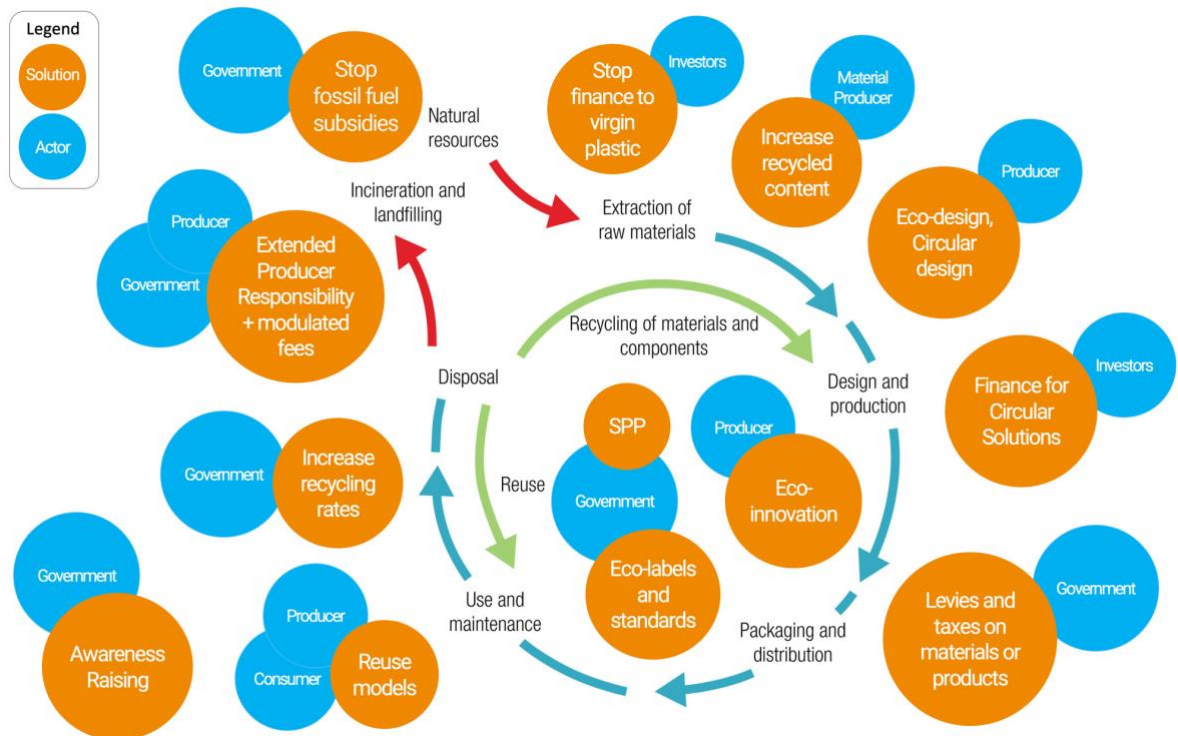 Legend
Solution
Actor
Government
Stop
fossil fuel
subsidies
Natural
resources
Stop
finance to
virgin
plastic
Investors
Material
Producer
Increase
recycled
content
Producer
Eco-design,
Circular
design
Incineration and
landfilling
Extraction of
raw materials
Producer
Government
Extended
Producer
Responsibility
+ modulated
fees
Recycling of materials and
components
Disposal
Design and
production
Investors
Finance for
Circular
Solutions
SPP
Government
Eco-labels
and
standards
Producer
Eco-
innovation
Government
Increase
recycling
rates
Reuse
Government
Awareness
Raising
Producer
Consumer
Reuse
models
Use and
maintenance
Packaging and
distribution
Government
Levies and
taxes on
materials or
products